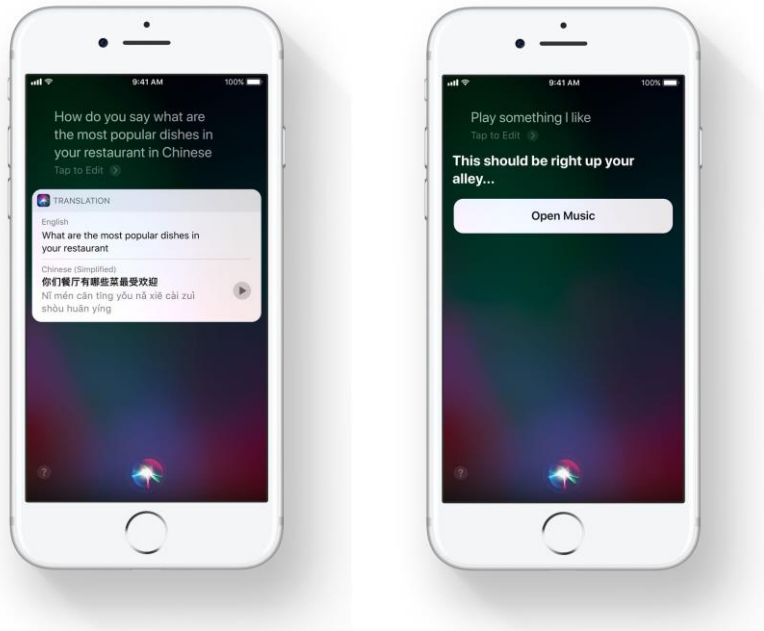 9:41 AM
100%
How do you say what are
the most popular dishes in
your restaurant in Chinese
Tap to Edit
TRANSLATION
English
What are the most popular dishes in
your restaurant
Chinese (Simplified)
你们餐厅有哪些菜最受欢迎
Nǐ mén cān tīng yǒu nǎ xiē cài zuì
shòu huān yíng
?
9:41 AM
100%
Play something I like
Tap to Edit
This should be right up your
alley...
Open Music
?